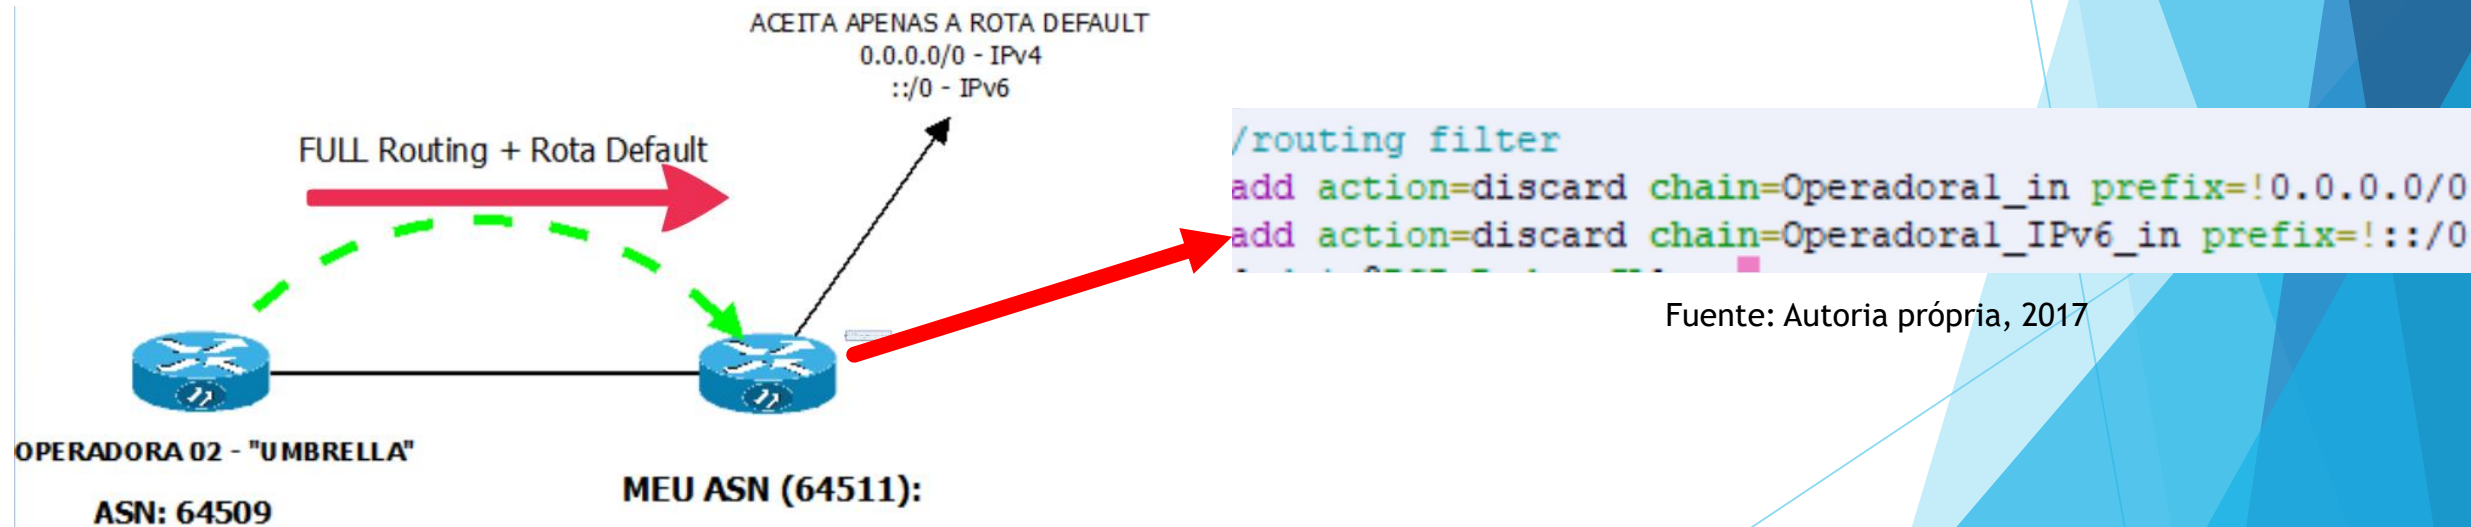 ACEITA APENAS A ROTA DEFAULT
0.0.0.0/0 - IPv4
::/0 - IPv6
FULL Routing + Rota Default
/routing filter
add action=discard chain=Operadora1_in prefix=!0.0.0.0/0
add action=discard chain=Operadora1_IPv6_in prefix=!::/0
Fuente: Autoria própria, 2017
OPERADORA 02 - "UMBRELLA"
ASN: 64509
MEU ASN (64511):